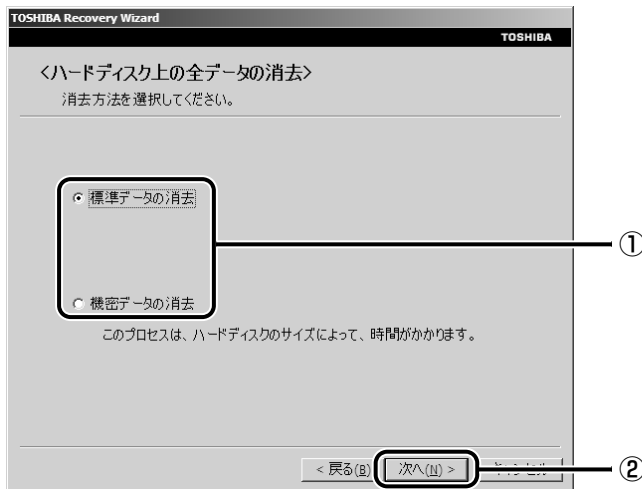 TOSHIBA Recovery Wizard
TOSHIBA
<ハードディスク上の全データの消去>
消去方法を選択してください。
標準データの消去
①
機密データの消去
このプロセスは、ハードディスクのサイズによって、時間がかかります。
< 戻る(B) 次へ(N) > ②